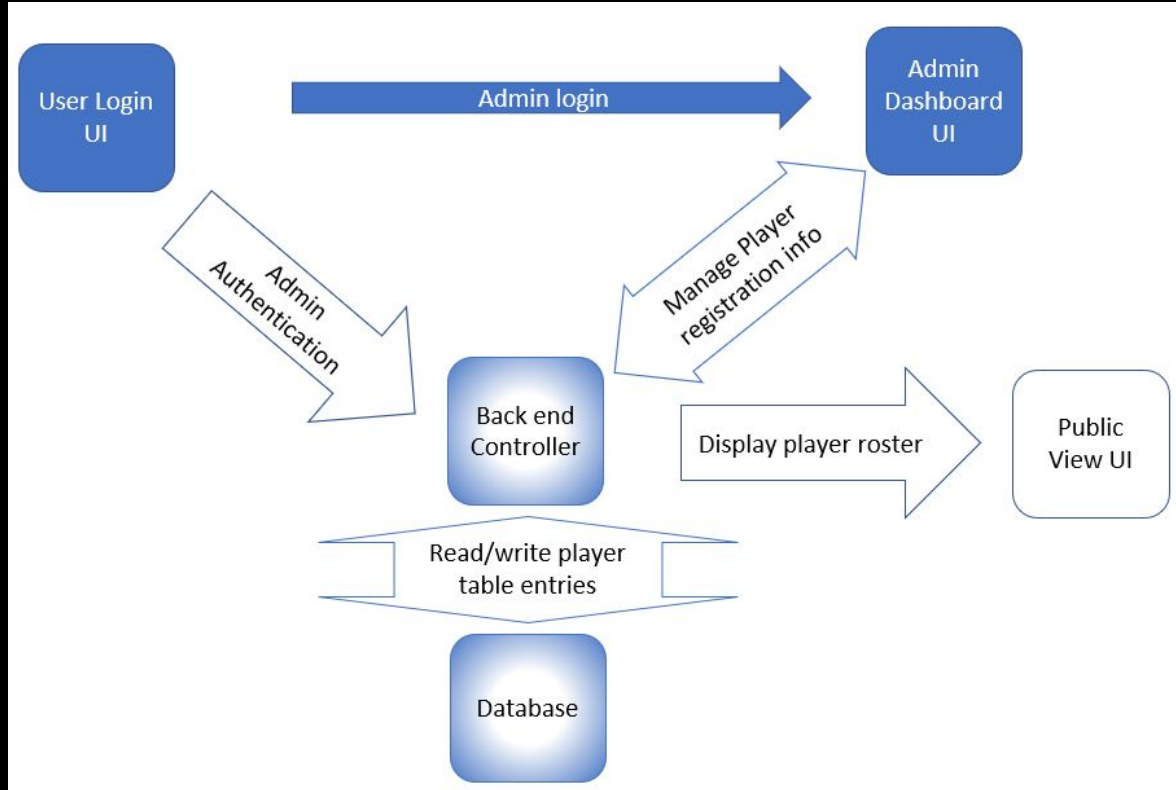 User Login
UI
Admin login
Admin
Dashboard
UI
Admin
Authentication
Manage Player
registration info
Back end
Controller
Display player roster
Public
View UI
Read/write player
table entries
Database